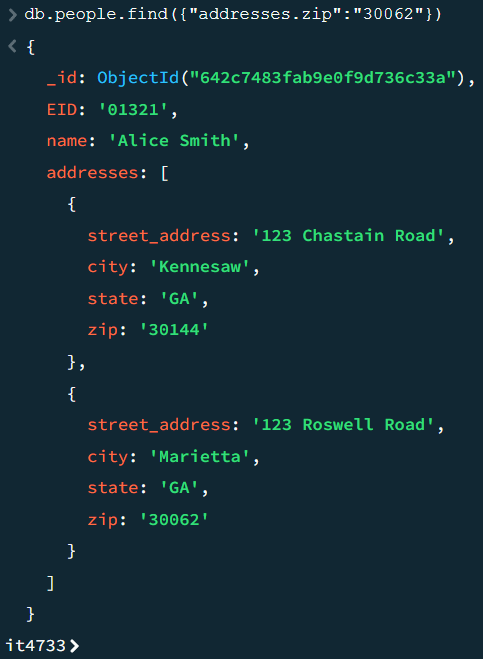 > db.people.find({"addresses.zip":"30062"})
< {
_id: ObjectId("642c7483fab9e0f9d736c33a"),
EID: '01321',
name: 'Alice Smith',
addresses: [
{
street_address: '123 Chastain Road',
city: 'Kennesaw',
state: 'GA',
zip: '30144'
},
{
street_address: '123 Roswell Road',
city: 'Marietta',
state: 'GA',
zip: '30062'
}
]
}
it4733>